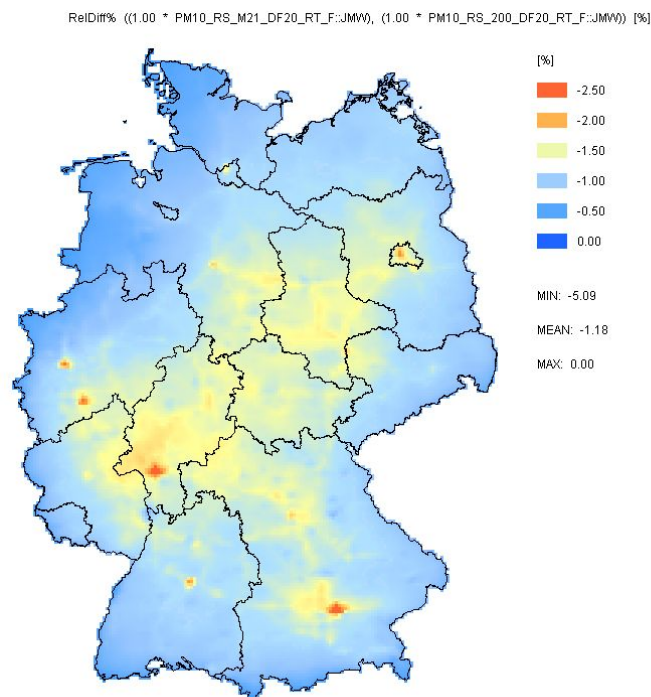 RelDiff% ((1.00 * PM10_RS_M21_DF20_RT_F::JMW), (1.00 * PM10_RS_200_DF20_RT_F::JMW)) [%]
[%]
-2.50
-2.00
-1.50
-1.00
-0.50
0.00
MIN: -5.09
MEAN: -1.18
MAX: 0.00